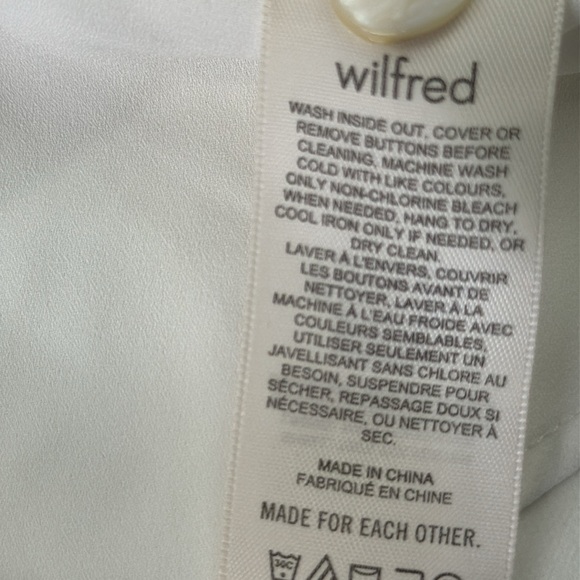 wilfred
WASH INSIDE OUT, COVER OR
REMOVE BUTTONS BEFORE
CLEANING, MACHINE WASH
COLD WITH LIKE COLOURS,
ONLY NON-CHLORINE BLEACH
WHEN NEEDED, HANG TO DRY,
COOL IRON ONLY IF NEEDED, OR
DRY CLEAN.
LAVER À L'ENVERS, COUVRIR
LES BOUTONS AVANT DE
NETTOYER, LAVER À LA
MACHINE À L'EAU FROIDE AVEC
COULEURS SEMBLABLES,
UTILISER SEULEMENT UN
JAVELLISANT SANS CHLORE AU
BESOIN, SUSPENDRE POUR
SÉCHER, REPASSAGE DOUX SI
NÉCESSAIRE, OU NETTOYER À
SEC.
MADE IN CHINA
FABRIQUÉ EN CHINE
MADE FOR EACH OTHER.
30C